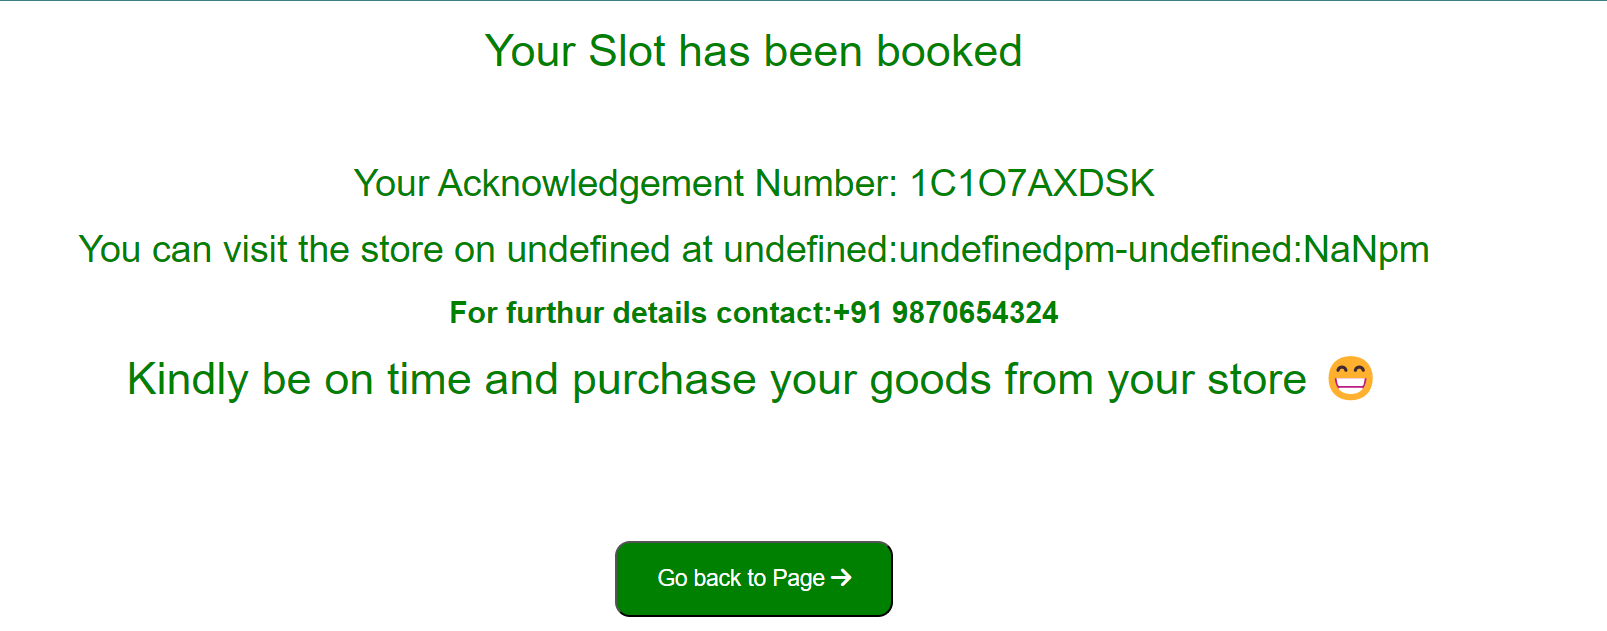 Your Slot has been booked
Your Acknowledgement Number: 1C1O7AXDSK
You can visit the store on undefined at undefined:undefinedpm-undefined:NaNpm
For furthur details contact:+91 9870654324
Kindly be on time and purchase your goods from your store 😁
Go back to Page →